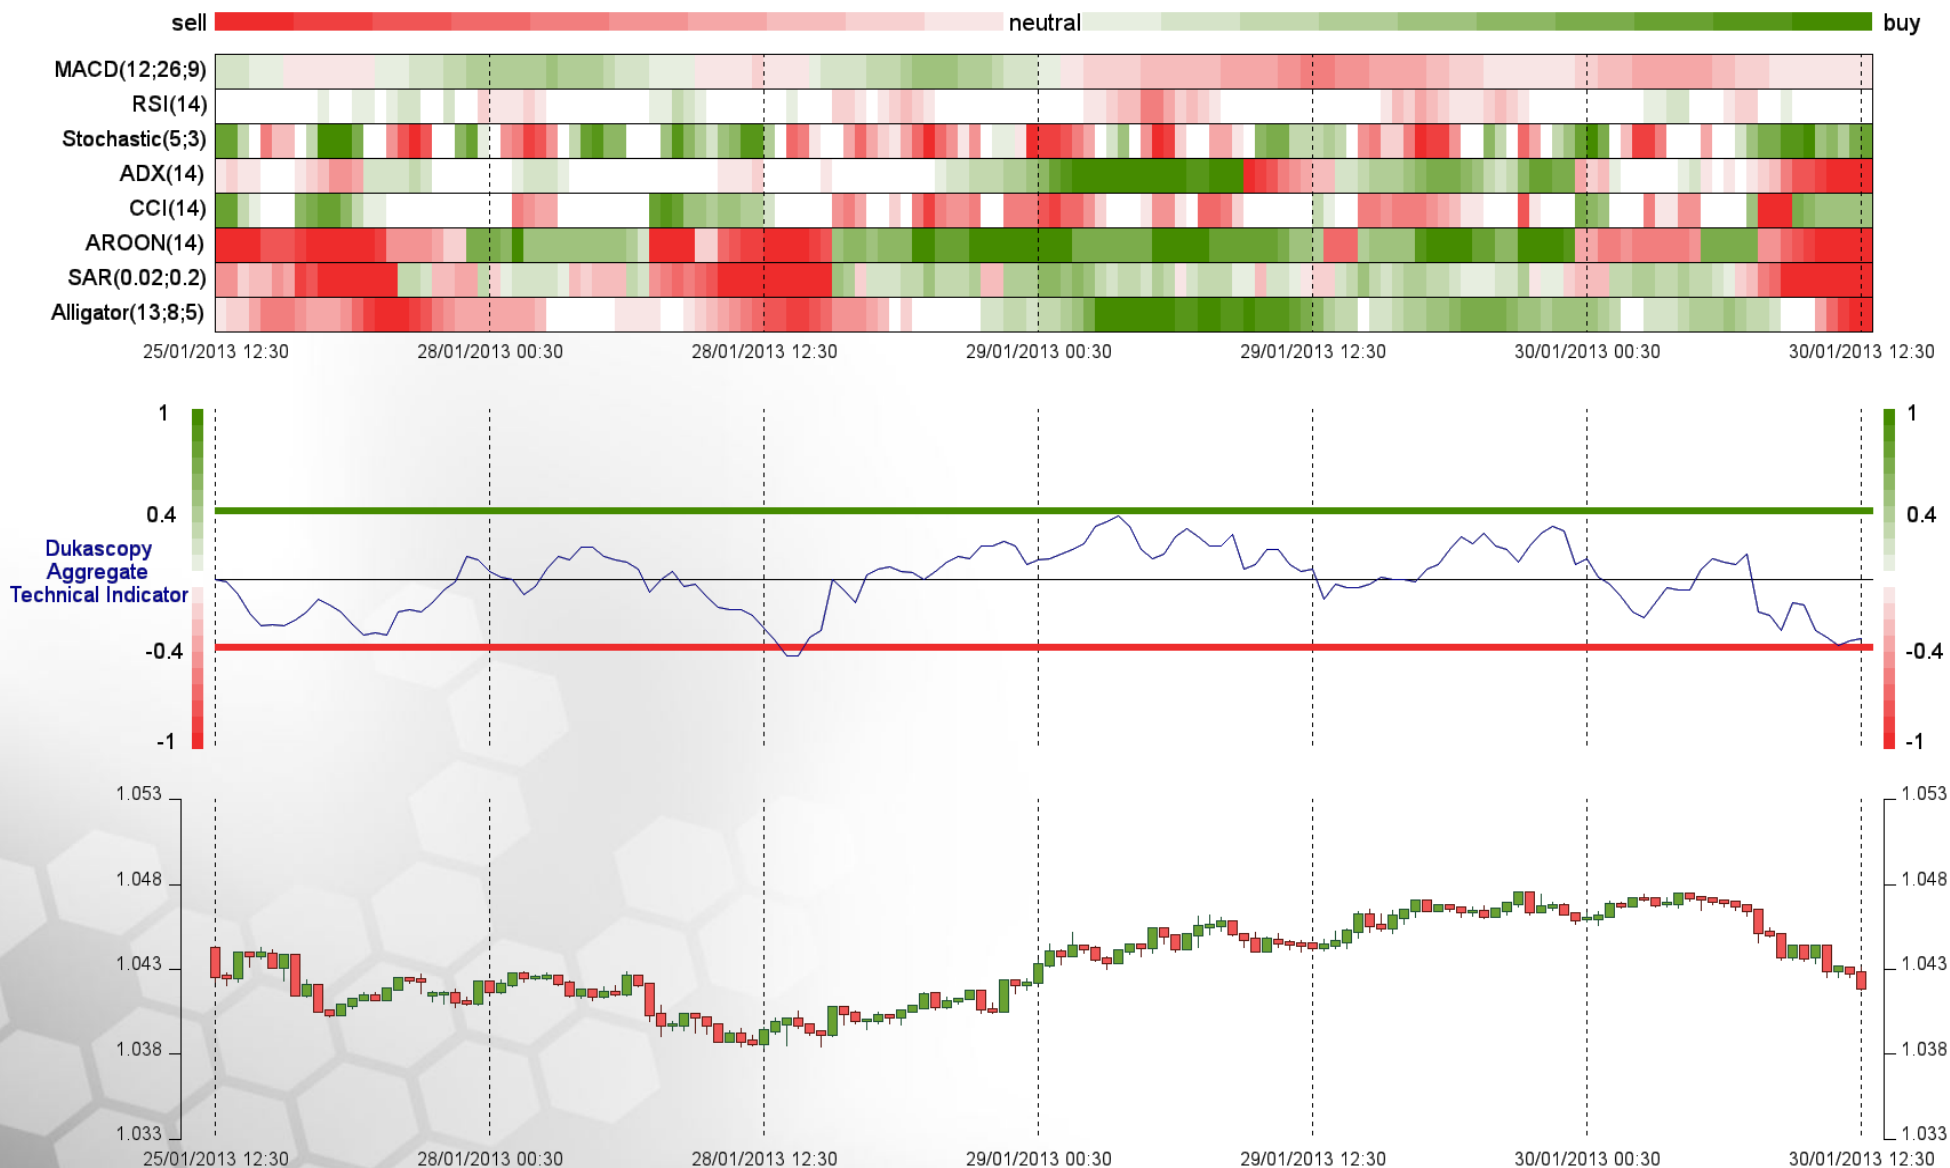 sell neutral buy
MACD(12;26;9)
RSI(14)
Stochastic(5;3)
ADX(14)
CCI(14)
AROON(14)
SAR(0.02;0.2)
Alligator(13;8;5)
25/01/2013 12:30 28/01/2013 00:30 28/01/2013 12:30 29/01/2013 00:30 29/01/2013 12:30 30/01/2013 00:30 30/01/2013 12:30
1 1
0.4 0.4
Dukascopy
Aggregate
Technical Indicator
-0.4 -0.4
-1 -1
1.053 1.053
1.048 1.048
1.043 1.043
1.038 1.038
1.033 1.033
25/01/2013 12:30 28/01/2013 00:30 28/01/2013 12:30 29/01/2013 00:30 29/01/2013 12:30 30/01/2013 00:30 30/01/2013 12:30